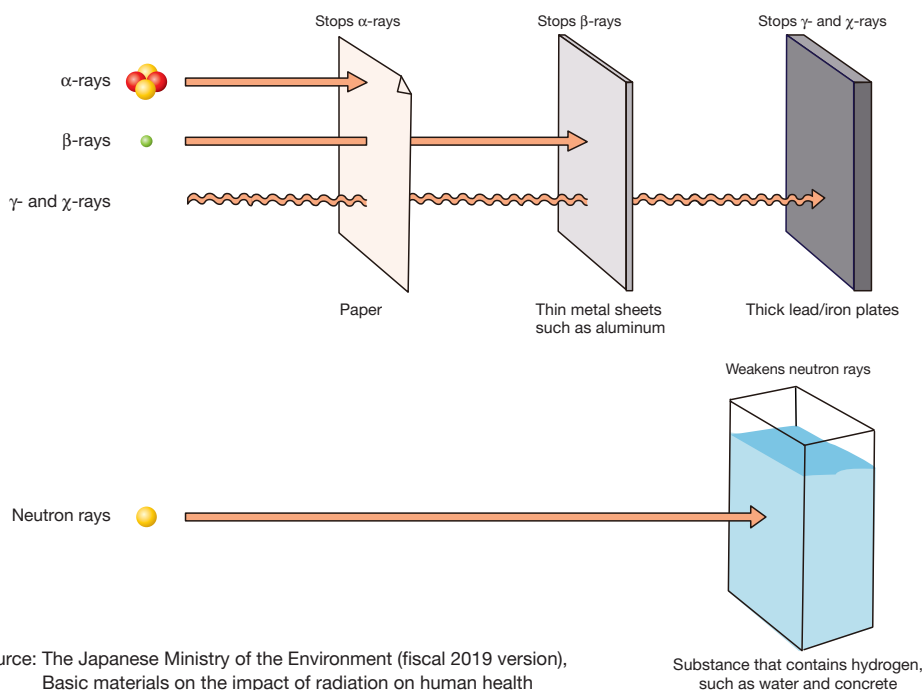 Stops α-rays
Stops β-rays
Stops γ- and χ-rays
α-rays
β-rays
γ- and χ-rays
Paper
Thin metal sheets
such as aluminum
Thick lead/iron plates
Weakens neutron rays
Neutron rays
urce: The Japanese Ministry of the Environment (fiscal 2019 version),
Basic materials on the impact of radiation on human health
Substance that contains hydrogen,
such as water and concrete